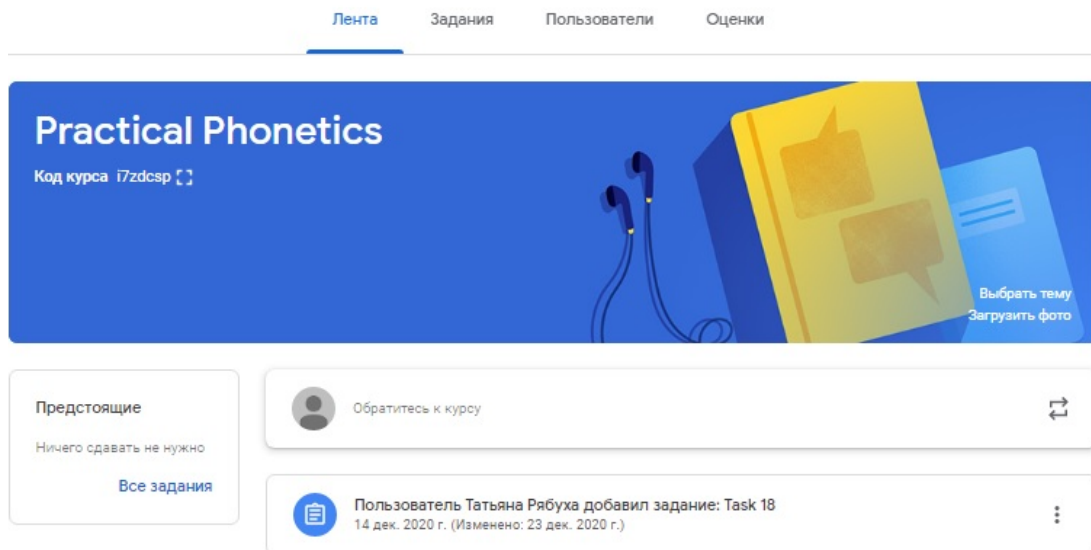 Лента Задания Пользователи Оценки
Practical Phonetics
Код курса i7zdcsp
Выбрать тему
Загрузить фото
Предстоящие
Ничего сдавать не нужно
Все задания
Обратитесь к курсу
Пользователь Татьяна Рябуха добавил задание: Task 18
14 дек. 2020 г. (Изменено: 23 дек. 2020 г.)